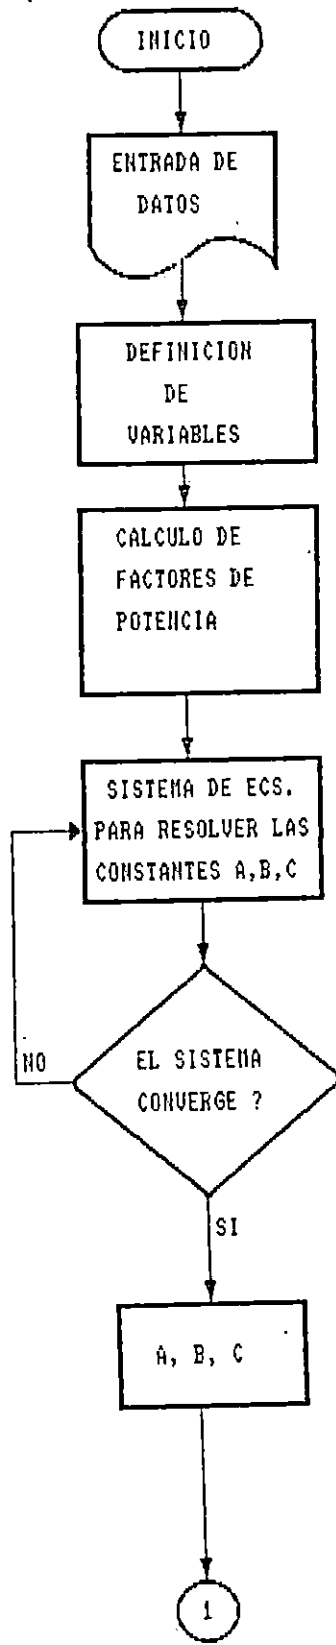 INICIO
ENTRADA DE
DATOS
DEFINICION
DE
VARIABLES
CALCULO DE
FACTORES DE
POTENCIA
SISTEMA DE ECS.
PARA RESOLVER LAS
CONSTANTES A,B,C
EL SISTEMA
CONVERGE ?
NO
SI
A, B, C
1